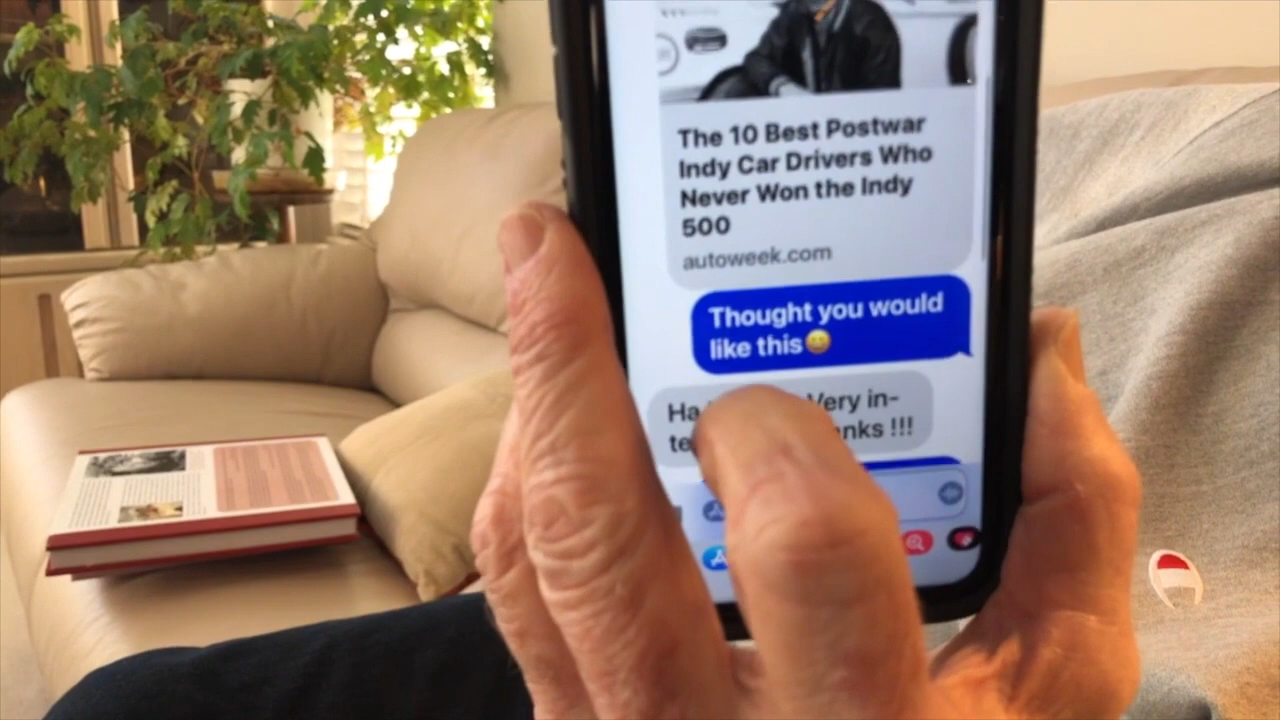 The 10 Best Postwar
Indy Car Drivers Who
Never Won the Indy
500
autoweek.com
Thought you would
like this😀
Ha Very in-
!!!